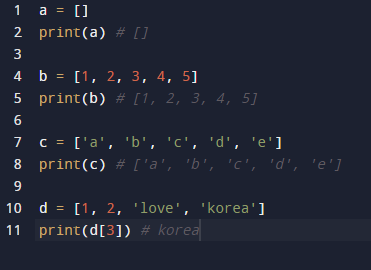 1 a = []
2 print(a) # []
3
4 b = [1, 2, 3, 4, 5]
5 print(b) # [1, 2, 3, 4, 5]
6
7 c = ['a', 'b', 'c', 'd', 'e']
8 print(c) # ['a', 'b', 'c', 'd', 'e']
9
10 d = [1, 2, 'love', 'korea']
11 print(d[3]) # korea